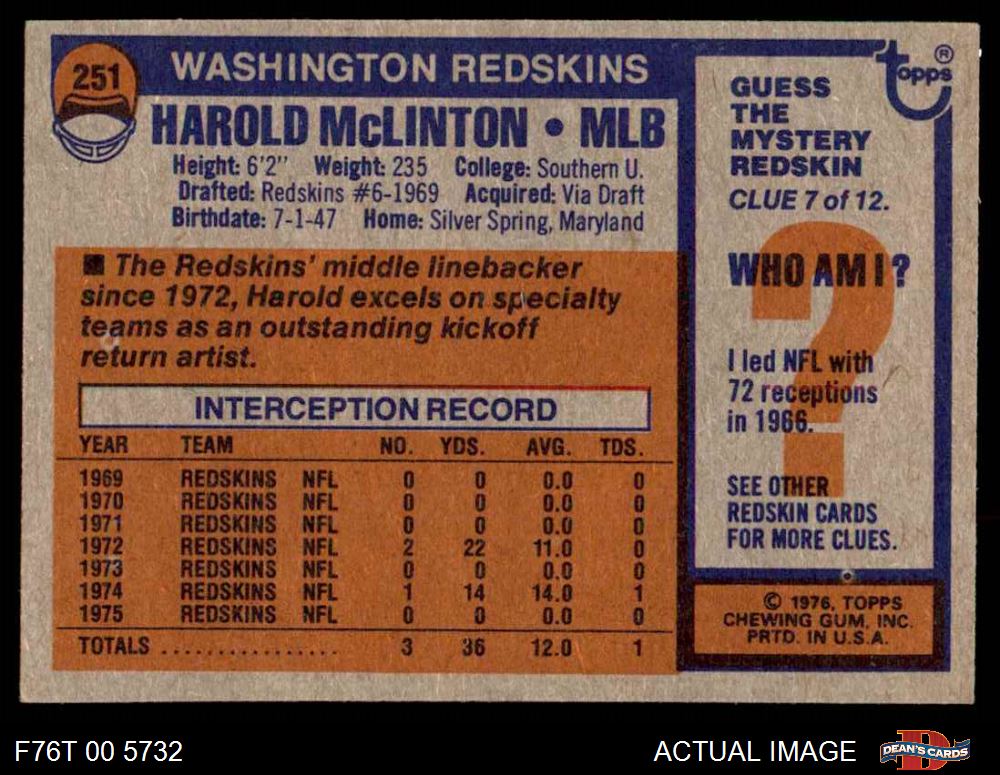 251
WASHINGTON REDSKINS
HAROLD McLINTON • MLB
Height: 6'2" Weight: 235 College: Southern U.
Drafted: Redskins #6-1969 Acquired: Via Draft
Birthdate: 7-1-47 Home: Silver Spring, Maryland
■ The Redskins' middle linebacker
since 1972, Harold excels on specialty
teams as an outstanding kickoff
return artist.
INTERCEPTION RECORD
YEAR TEAM NO. YDS. AVG. TDS.
1969 REDSKINS NFL 0 0 0.0 0
1970 REDSKINS NFL 0 0 0.0 0
1971 REDSKINS NFL 0 0 0.0 0
1972 REDSKINS NFL 2 22 11.0 0
1973 REDSKINS NFL 0 0 0.0 0
1974 REDSKINS NFL 1 14 14.0 1
1975 REDSKINS NFL 0 0 0.0 0
TOTALS ................ 3 36 12.0 1
topps ®
GUESS
THE
MYSTERY
REDSKIN
CLUE 7 of 12.
?
WHO AM I?
I led NFL with
72 receptions
in 1966.
SEE OTHER
REDSKIN CARDS
FOR MORE CLUES.
© 1976, TOPPS
CHEWING GUM, INC.
PRTD. IN U.S.A.
F76T 00 5732
ACTUAL IMAGE
D
DEAN'S CARDS